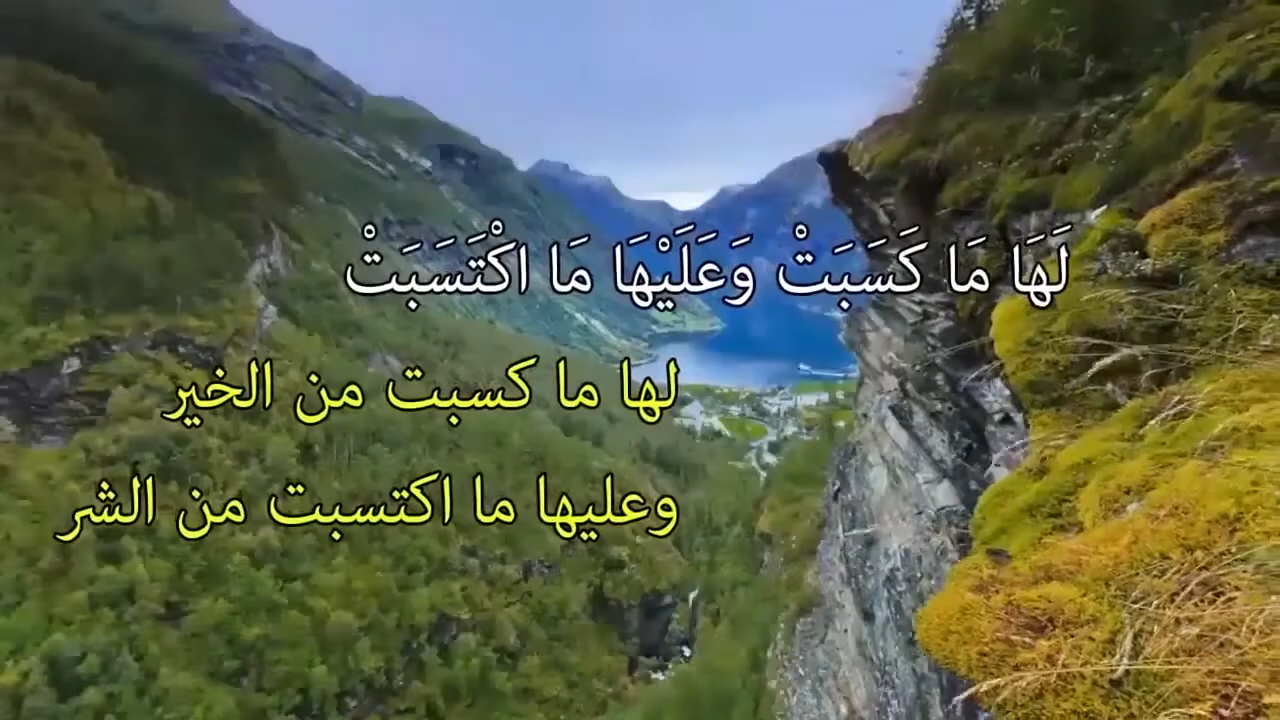 لَهَا مَا كَسَبَتْ وَعَلَيْهَا مَا اكْتَسَبَتْ
لها ما كسبت من الخير
وعليها ما اكتسبت من الشر